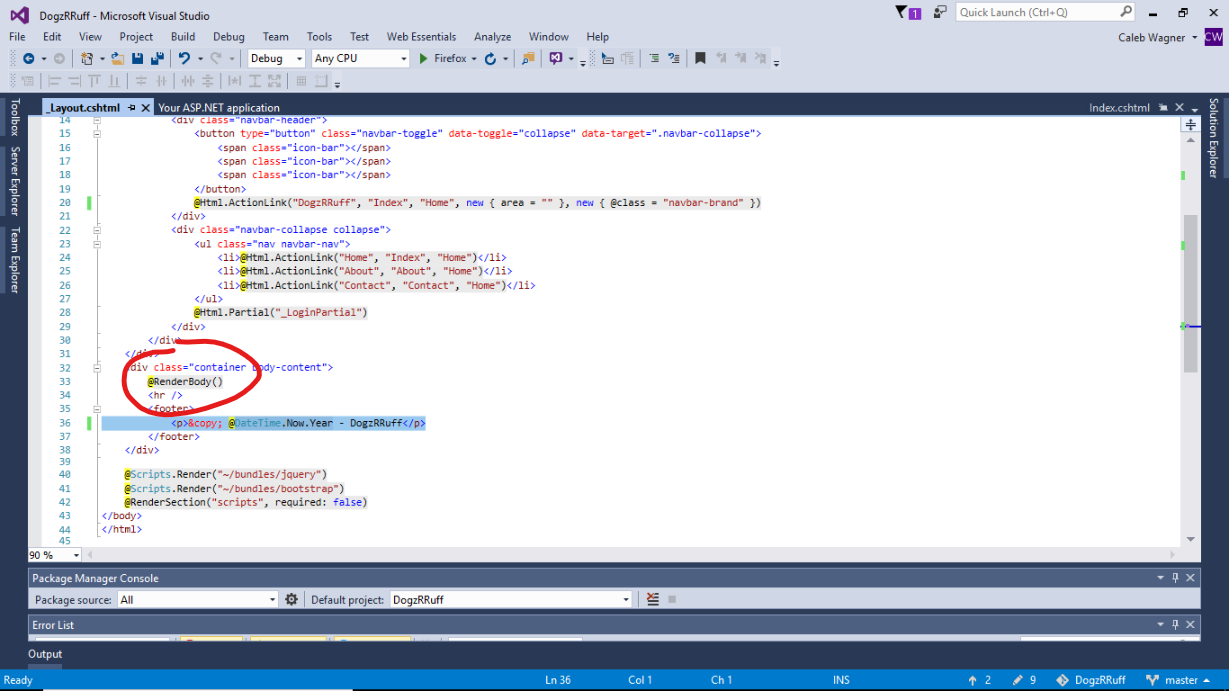 DogzRRuff - Microsoft Visual Studio
1
Quick Launch (Ctrl+Q)
File Edit View Project Build Debug Team Tools Test Web Essentials Analyze Window Help
Caleb Wagner CW
Debug Any CPU Firefox
Toolbox
Server Explorer
Team Explorer
Solution Explorer
_Layout.cshtml Your ASP.NET application Index.cshtml
14 <div class="navbar-header">
15 <button type="button" class="navbar-toggle" data-toggle="collapse" data-target=".navbar-collapse">
16 <span class="icon-bar"></span>
17 <span class="icon-bar"></span>
18 <span class="icon-bar"></span>
19 </button>
20 @Html.ActionLink("DogzRRuff", "Index", "Home", new { area = "" }, new { @class = "navbar-brand" })
21 </div>
22 <div class="navbar-collapse collapse">
23 <ul class="nav navbar-nav">
24 <li>@Html.ActionLink("Home", "Index", "Home")</li>
25 <li>@Html.ActionLink("About", "About", "Home")</li>
26 <li>@Html.ActionLink("Contact", "Contact", "Home")</li>
27 </ul>
28 @Html.Partial("_LoginPartial")
29 </div>
30 </div>
31 </div>
32 <div class="container body-content">
33 @RenderBody()
34 <hr />
35 <footer>
36 <p>&copy; @DateTime.Now.Year - DogzRRuff</p>
37 </footer>
38 </div>
39
40 @Scripts.Render("~/bundles/jquery")
41 @Scripts.Render("~/bundles/bootstrap")
42 @RenderSection("scripts", required: false)
43 </body>
44 </html>
45
90 %
Package Manager Console
Package source: All Default project: DogzRRuff
Error List
Output
Ready Ln 36 Col 1 Ch 1 INS 2 9 DogzRRuff master